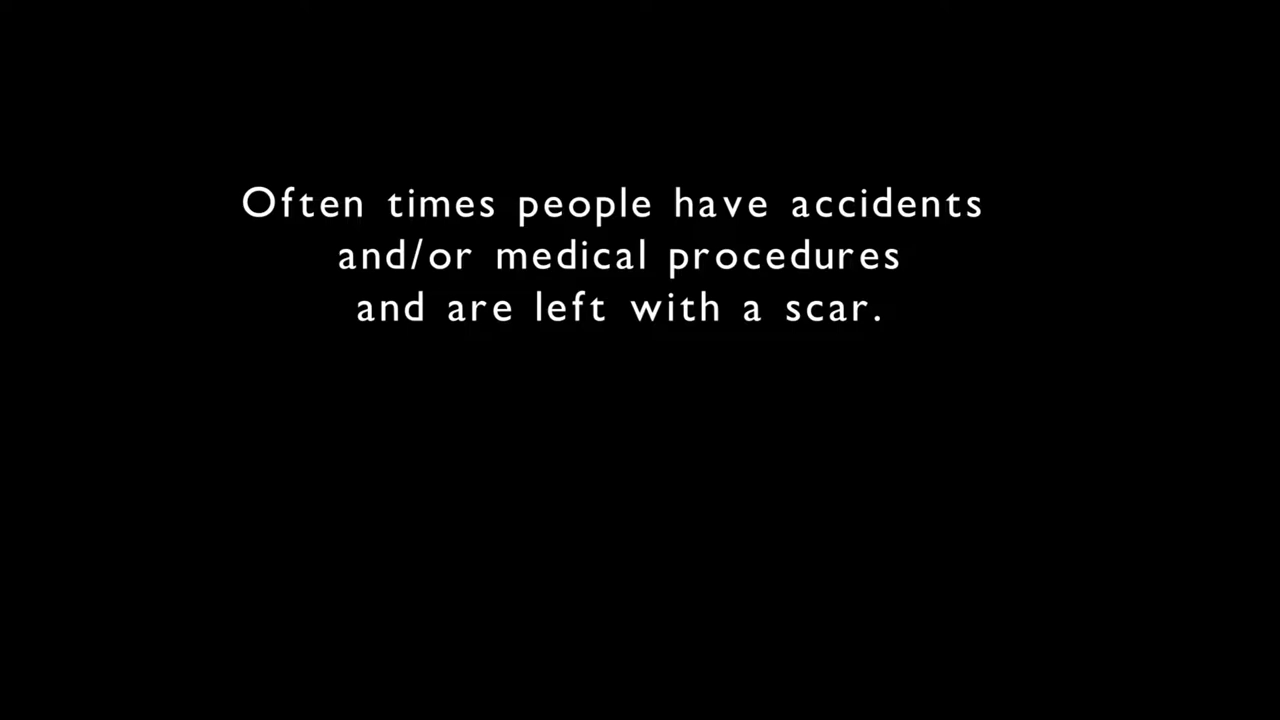 Often times people have accidents
and/or medical procedures
and are left with a scar.